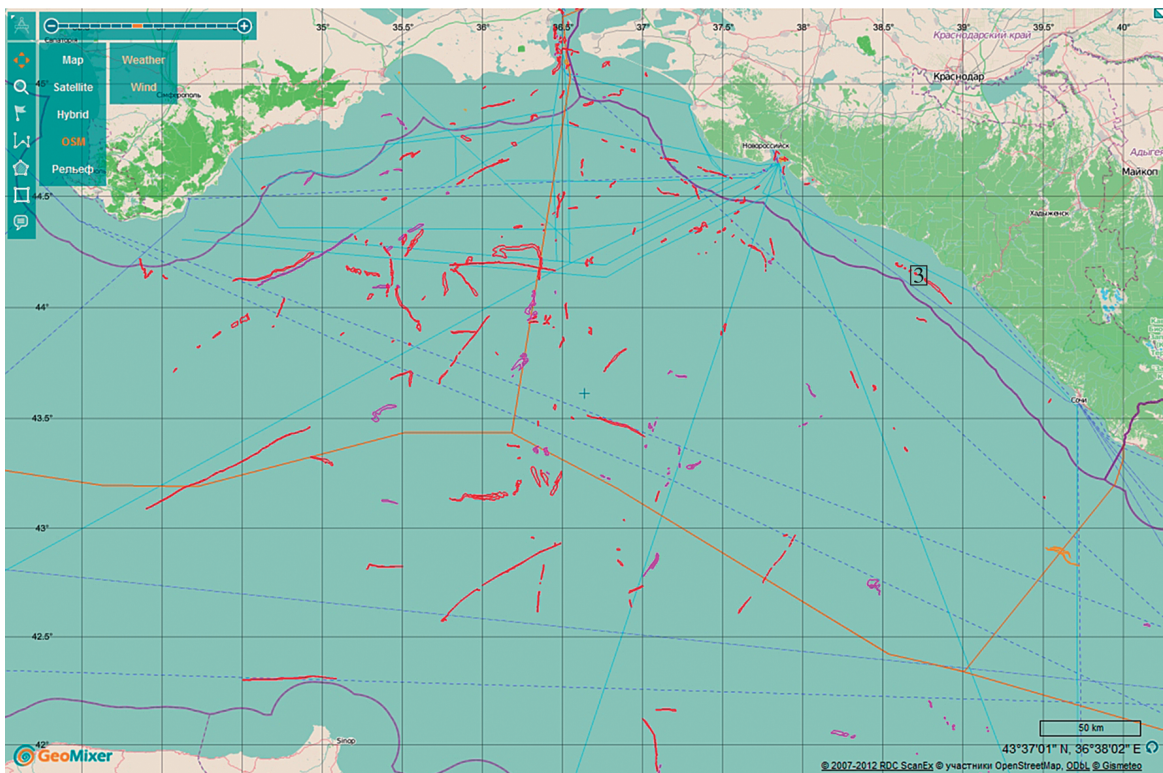 35° 35.5° 36° 36.5° 37° 37.5° 38° 38.5° 39° 39.5° 40°
Краснодарский край
Map Weather
45°
Краснодар
Satellite Wind
Симферополь
Hybrid
OSM
Новороссийск
Рельеф
Майкоп
44.5°
Хадыженск
3
44°
Сочи
43.5°
43°
42.5°
50 km
Sinop
42°
43°37'01" N, 36°38'02" E
GeoMixer
© 2007-2012 RDC ScanEx © участники OpenStreetMap, ODbL © Gismeteo